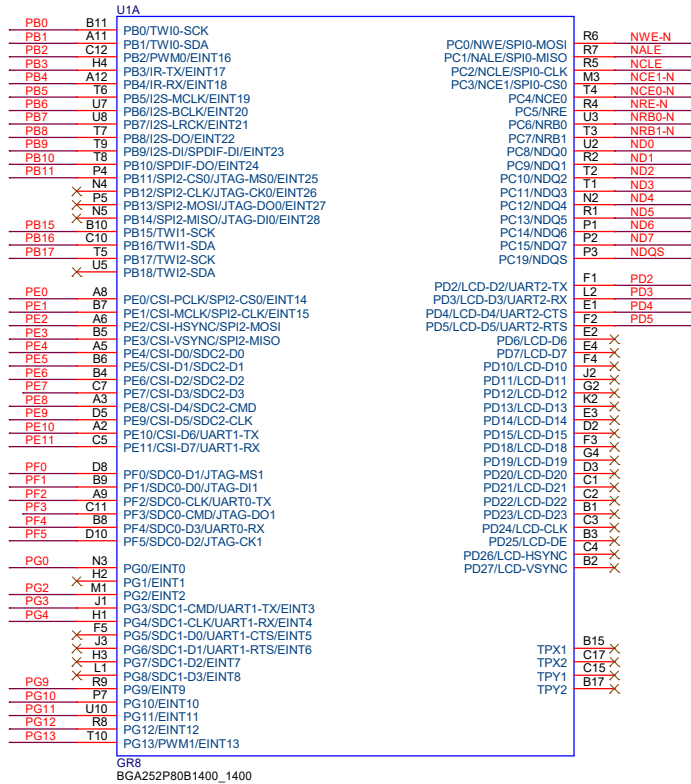 U1A
PB0 B11 PB0/TWI0-SCK
PB1 A11 PB1/TWI0-SDA
PB2 C12 PB2/PWM0/EINT16
PB3 H4 PB3/IR-TX/EINT17
PB4 A12 PB4/IR-RX/EINT18
PB5 T6 PB5/I2S-MCLK/EINT19
PB6 U7 PB6/I2S-BCLK/EINT20
PB7 U8 PB7/I2S-LRCK/EINT21
PB8 T7 PB8/I2S-DO/EINT22
PB9 T9 PB9/I2S-DI/SPDIF-DI/EINT23
PB10 T8 PB10/SPDIF-DO/EINT24
PB11 P4 PB11/SPI2-CS0/JTAG-MS0/EINT25
N4 PB12/SPI2-CLK/JTAG-CK0/EINT26
P5 PB13/SPI2-MOSI/JTAG-DO0/EINT27
N5 PB14/SPI2-MISO/JTAG-DI0/EINT28
PB15 B10 PB15/TWI1-SCK
PB16 C10 PB16/TWI1-SDA
PB17 T5 PB17/TWI2-SCK
U5 PB18/TWI2-SDA
PE0 A8 PE0/CSI-PCLK/SPI2-CS0/EINT14
PE1 B7 PE1/CSI-MCLK/SPI2-CLK/EINT15
PE2 A6 PE2/CSI-HSYNC/SPI2-MOSI
PE3 B5 PE3/CSI-VSYNC/SPI2-MISO
PE4 A5 PE4/CSI-D0/SDC2-D0
PE5 B6 PE5/CSI-D1/SDC2-D1
PE6 B4 PE6/CSI-D2/SDC2-D2
PE7 C7 PE7/CSI-D3/SDC2-D3
PE8 A3 PE8/CSI-D4/SDC2-CMD
PE9 D5 PE9/CSI-D5/SDC2-CLK
PE10 A2 PE10/CSI-D6/UART1-TX
PE11 C5 PE11/CSI-D7/UART1-RX
PF0 D8 PF0/SDC0-D1/JTAG-MS1
PF1 B9 PF1/SDC0-D0/JTAG-DI1
PF2 A9 PF2/SDC0-CLK/UART0-TX
PF3 C11 PF3/SDC0-CMD/JTAG-DO1
PF4 B8 PF4/SDC0-D3/UART0-RX
PF5 D10 PF5/SDC0-D2/JTAG-CK1
PG0 N3 PG0/EINT0
H2 PG1/EINT1
PG2 M1 PG2/EINT2
PG3 J1 PG3/SDC1-CMD/UART1-TX/EINT3
PG4 H1 PG4/SDC1-CLK/UART1-RX/EINT4
F5 PG5/SDC1-D0/UART1-CTS/EINT5
J3 PG6/SDC1-D1/UART1-RTS/EINT6
H3 PG7/SDC1-D2/EINT7
L1 PG8/SDC1-D3/EINT8
PG9 R9 PG9/EINT9
PG10 P7 PG10/EINT10
PG11 U10 PG11/EINT11
PG12 R8 PG12/EINT12
PG13 T10 PG13/PWM1/EINT13
PC0/NWE/SPI0-MOSI R6 NWE-N
PC1/NALE/SPI0-MISO R7 NALE
PC2/NCLE/SPI0-CLK R5 NCLE
PC3/NCE1/SPI0-CS0 M3 NCE1-N
PC4/NCE0 T4 NCE0-N
PC5/NRE R4 NRE-N
PC6/NRB0 U3 NRB0-N
PC7/NRB1 T3 NRB1-N
PC8/NDQ0 U2 ND0
PC9/NDQ1 R2 ND1
PC10/NDQ2 T2 ND2
PC11/NDQ3 T1 ND3
PC12/NDQ4 N2 ND4
PC13/NDQ5 R1 ND5
PC14/NDQ6 P1 ND6
PC15/NDQ7 P2 ND7
PC19/NDQS P3 NDQS
PD2/LCD-D2/UART2-TX F1 PD2
PD3/LCD-D3/UART2-RX L2 PD3
PD4/LCD-D4/UART2-CTS E1 PD4
PD5/LCD-D5/UART2-RTS F2 PD5
PD6/LCD-D6 E2
PD7/LCD-D7 E4
PD10/LCD-D10 F4
PD11/LCD-D11 J2
PD12/LCD-D12 G2
PD13/LCD-D13 K2
PD14/LCD-D14 E3
PD15/LCD-D15 D2
PD18/LCD-D18 F3
PD19/LCD-D19 G4
PD20/LCD-D20 D3
PD21/LCD-D21 C1
PD22/LCD-D22 C2
PD23/LCD-D23 B1
PD24/LCD-CLK C3
PD25/LCD-DE B3
PD26/LCD-HSYNC C4
PD27/LCD-VSYNC B2
TPX1 B15
TPX2 C17
TPY1 C15
TPY2 B17
GR8
BGA252P80B1400_1400